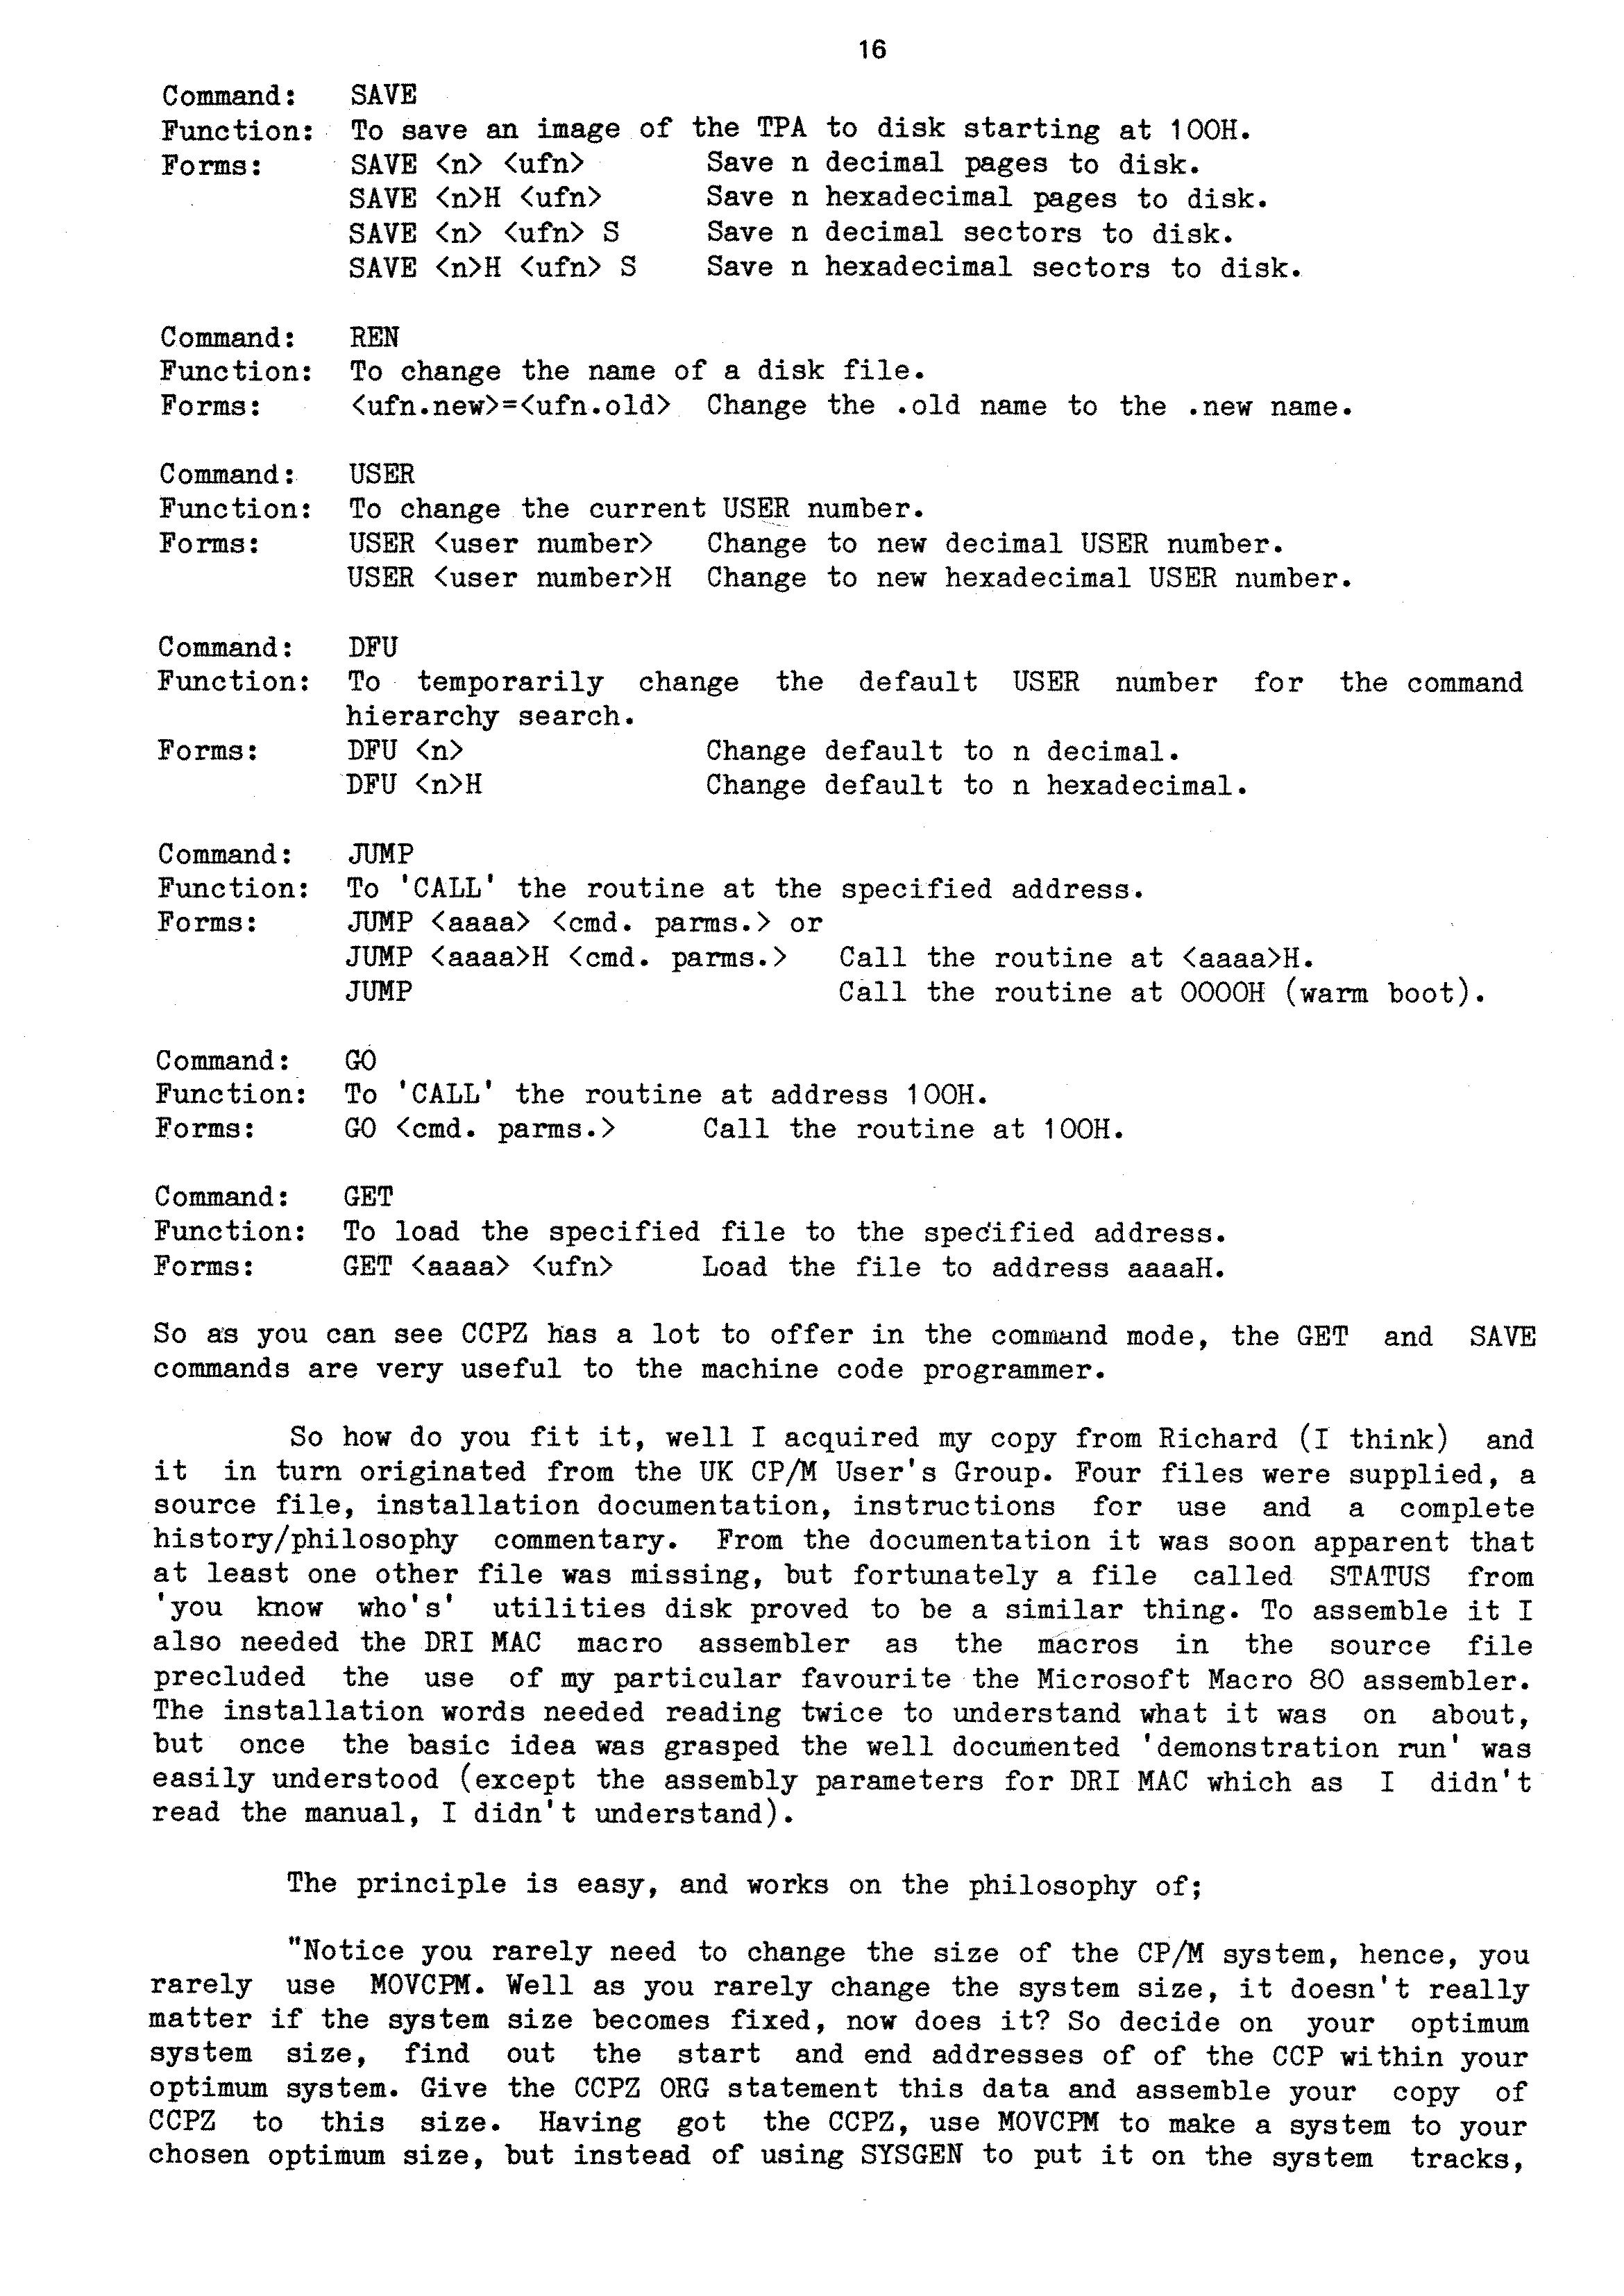 16
Command: SAVE
Function: To save an image of the TPA to disk starting at 100H.
Forms: SAVE <n> <ufn> Save n decimal pages to disk.
SAVE <n>H <ufn> Save n hexadecimal pages to disk.
SAVE <n> <ufn> S Save n decimal sectors to disk.
SAVE <n>H <ufn> S Save n hexadecimal sectors to disk.
Command: REN
Function: To change the name of a disk file.
Forms: <ufn.new>=<ufn.old> Change the .old name to the .new name.
Command: USER
Function: To change the current USER number.
Forms: USER <user number> Change to new decimal USER number.
USER <user number>H Change to new hexadecimal USER number.
Command: DFU
Function: To temporarily change the default USER number for the command
hierarchy search.
Forms: DFU <n> Change default to n decimal.
DFU <n>H Change default to n hexadecimal.
Command: JUMP
Function: To 'CALL' the routine at the specified address.
Forms: JUMP <aaaa> <cmd. parms.> or
JUMP <aaaa>H <cmd. parms.> Call the routine at <aaaa>H.
JUMP Call the routine at 0000H (warm boot).
Command: GO
Function: To 'CALL' the routine at address 100H.
Forms: GO <cmd. parms.> Call the routine at 100H.
Command: GET
Function: To load the specified file to the specified address.
Forms: GET <aaaa> <ufn> Load the file to address aaaaH.
So as you can see CCPZ has a lot to offer in the command mode, the GET and SAVE
commands are very useful to the machine code programmer.
So how do you fit it, well I acquired my copy from Richard (I think) and
it in turn originated from the UK CP/M User's Group. Four files were supplied, a
source file, installation documentation, instructions for use and a complete
history/philosophy commentary. From the documentation it was soon apparent that
at least one other file was missing, but fortunately a file called STATUS from
'you know who's' utilities disk proved to be a similar thing. To assemble it I
also needed the DRI MAC macro assembler as the macros in the source file
precluded the use of my particular favourite the Microsoft Macro 80 assembler.
The installation words needed reading twice to understand what it was on about,
but once the basic idea was grasped the well documented 'demonstration run' was
easily understood (except the assembly parameters for DRI MAC which as I didn't
read the manual, I didn't understand).
The principle is easy, and works on the philosophy of;
"Notice you rarely need to change the size of the CP/M system, hence, you
rarely use MOVCPM. Well as you rarely change the system size, it doesn't really
matter if the system size becomes fixed, now does it? So decide on your optimum
system size, find out the start and end addresses of of the CCP within your
optimum system. Give the CCPZ ORG statement this data and assemble your copy of
CCPZ to this size. Having got the CCPZ, use MOVCPM to make a system to your
chosen optimum size, but instead of using SYSGEN to put it on the system tracks,